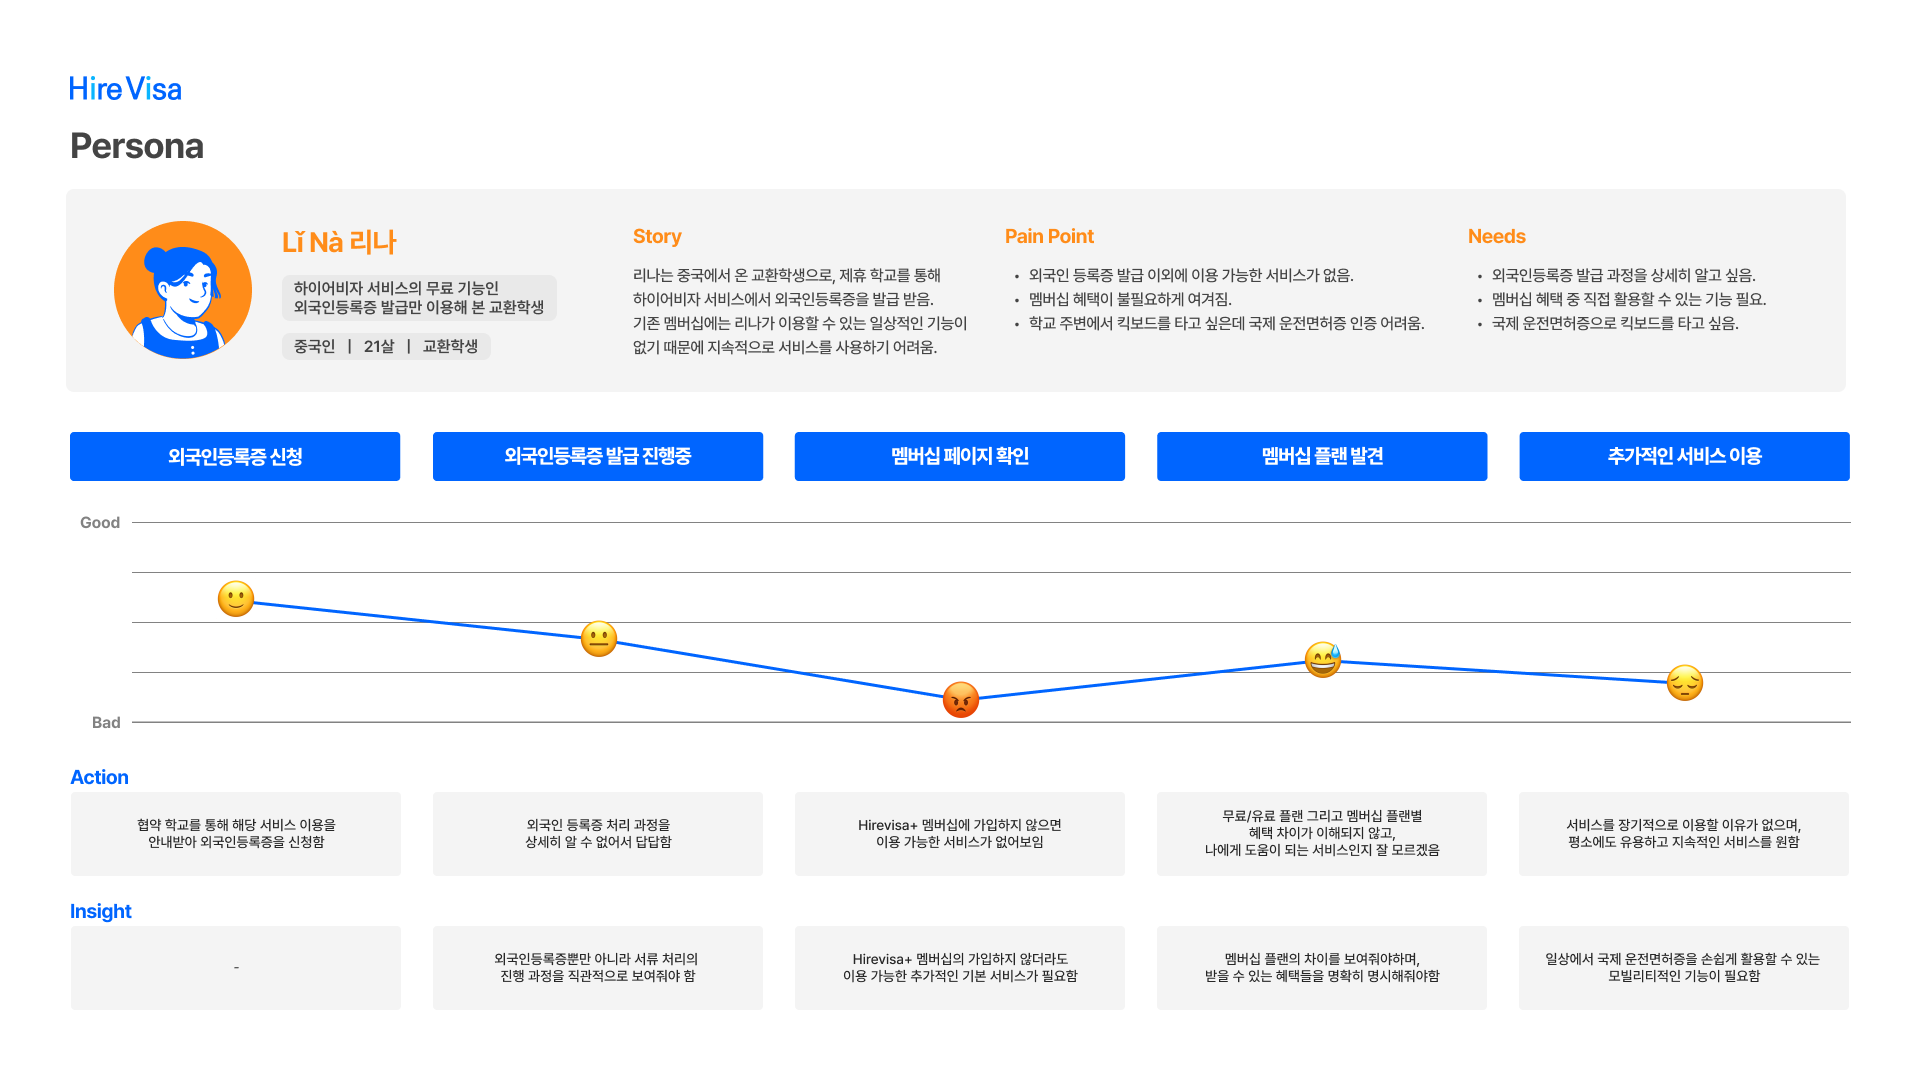 Hire Visa
Persona
Lǐ Nà 리나
하이어비자 서비스의 무료 기능인
외국인등록증 발급만 이용해 본 교환학생
중국인 | 21살 | 교환학생
Story
리나는 중국에서 온 교환학생으로, 제휴 학교를 통해
하이어비자 서비스에서 외국인등록증을 발급 받음.
기존 멤버십에는 리나가 이용할 수 있는 일상적인 기능이
없기 때문에 지속적으로 서비스를 사용하기 어려움.
Pain Point
• 외국인 등록증 발급 이외에 이용 가능한 서비스가 없음.
• 멤버십 혜택이 불필요하게 여겨짐.
• 학교 주변에서 킥보드를 타고 싶은데 국제 운전면허증 인증 어려움.
Needs
• 외국인등록증 발급 과정을 상세히 알고 싶음.
• 멤버십 혜택 중 직접 활용할 수 있는 기능 필요.
• 국제 운전면허증으로 킥보드를 타고 싶음.
외국인등록증 신청
외국인등록증 발급 진행중
멤버십 페이지 확인
멤버십 플랜 발견
추가적인 서비스 이용
Good
Bad
Action
협약 학교를 통해 해당 서비스 이용을
안내받아 외국인등록증을 신청함
외국인 등록증 처리 과정을
상세히 알 수 없어서 답답함
Hirevisa+ 멤버십에 가입하지 않으면
이용 가능한 서비스가 없어보임
무료/유료 플랜 그리고 멤버십 플랜별
혜택 차이가 이해되지 않고,
나에게 도움이 되는 서비스인지 잘 모르겠음
서비스를 장기적으로 이용할 이유가 없으며,
평소에도 유용하고 지속적인 서비스를 원함
Insight
-
외국인등록증뿐만 아니라 서류 처리의
진행 과정을 직관적으로 보여줘야 함
Hirevisa+ 멤버십의 가입하지 않더라도
이용 가능한 추가적인 기본 서비스가 필요함
멤버십 플랜의 차이를 보여줘야하며,
받을 수 있는 혜택들을 명확히 명시해줘야함
일상에서 국제 운전면허증을 손쉽게 활용할 수 있는
모빌리티적인 기능이 필요함